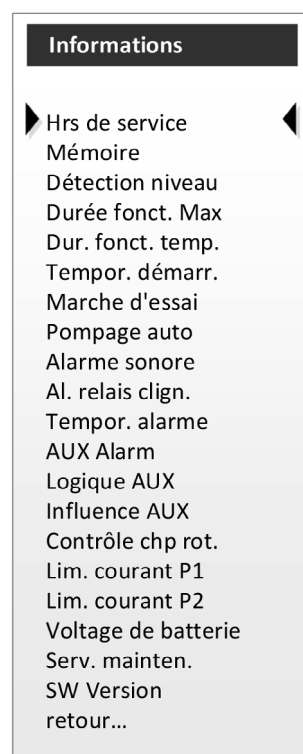 Informations
Hrs de service
Mémoire
Détection niveau
Durée fonct. Max
Dur. fonct. temp.
Tempor. démarr.
Marche d'essai
Pompage auto
Alarme sonore
Al. relais clign.
Tempor. alarme
AUX Alarm
Logique AUX
Influence AUX
Contrôle chp rot.
Lim. courant P1
Lim. courant P2
Voltage de batterie
Serv. mainten.
SW Version
retour...